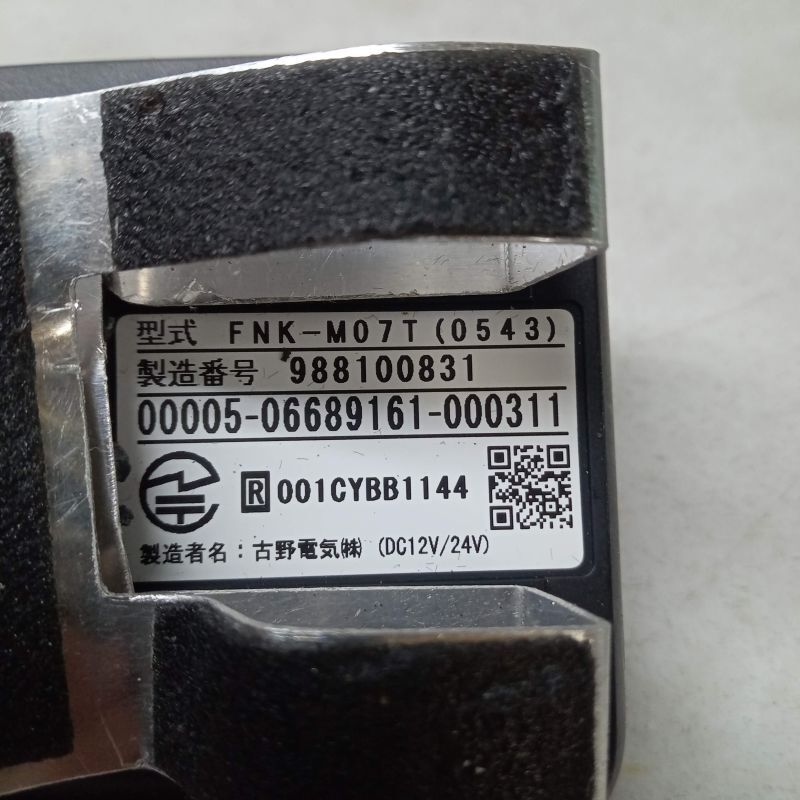 型式 FNK-M07T(0543)
製造番号 988100831
00005-06689161-000311
R 001CYBB1144
製造者名：古野電気㈱ (DC12V/24V)